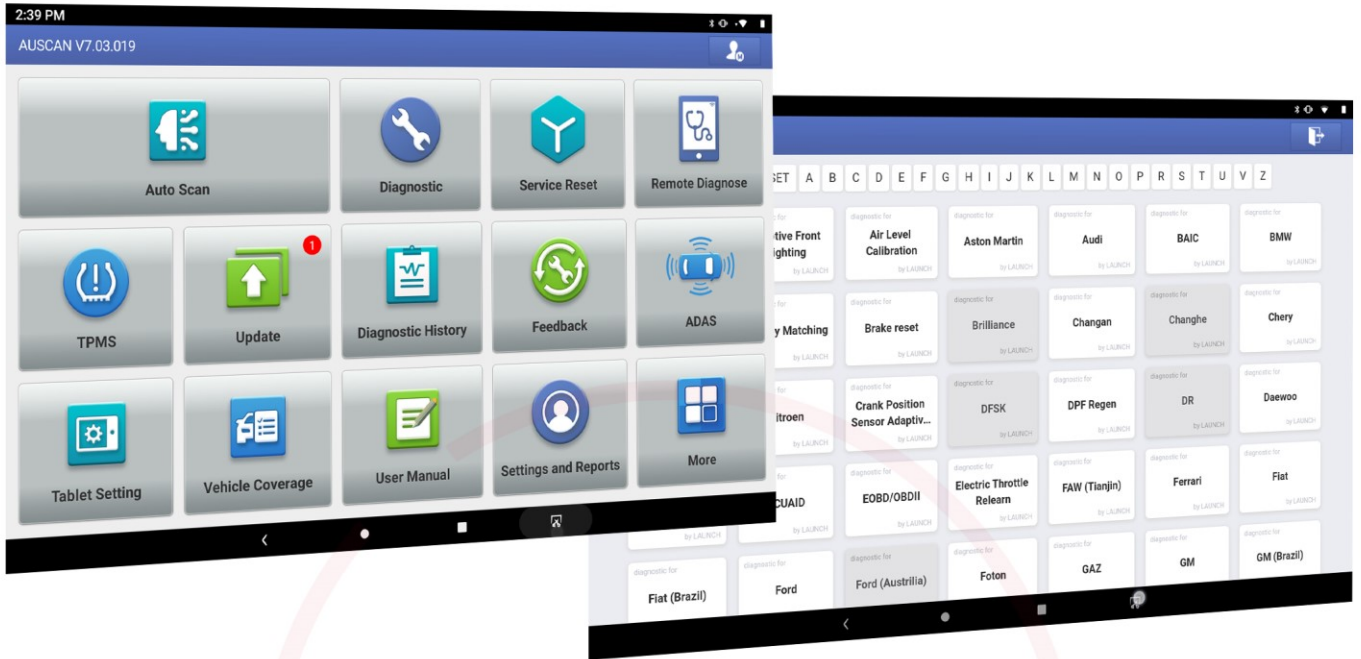 2:39 PM
AUSCAN V7.03.019
Auto Scan
Diagnostic
Service Reset
Remote Diagnose
TPMS
Update
1
Diagnostic History
Feedback
ADAS
Tablet Setting
Vehicle Coverage
User Manual
Settings and Reports
More
SET A B C D E F G H I J K L M N O P R S T U V Z
tive Front
ighting
by LAUNCH
diagnostic for
Air Level
Calibration
by LAUNCH
diagnostic for
Aston Martin
by LAUNCH
diagnostic for
Audi
by LAUNCH
diagnostic for
BAIC
by LAUNCH
diagnostic for
BMW
by LAUNCH
y Matching
by LAUNCH
diagnostic for
Brake reset
by LAUNCH
diagnostic for
Brilliance
by LAUNCH
diagnostic for
Changan
by LAUNCH
diagnostic for
Changhe
by LAUNCH
diagnostic for
Chery
by LAUNCH
itroen
by LAUNCH
diagnostic for
Crank Position
Sensor Adaptiv...
by LAUNCH
diagnostic for
DFSK
by LAUNCH
diagnostic for
DPF Regen
by LAUNCH
diagnostic for
DR
by LAUNCH
diagnostic for
Daewoo
by LAUNCH
by LAUNCH
CUAID
by LAUNCH
diagnostic for
EOBD/OBDII
by LAUNCH
diagnostic for
Electric Throttle
Relearn
by LAUNCH
diagnostic for
FAW (Tianjin)
by LAUNCH
diagnostic for
Ferrari
by LAUNCH
diagnostic for
Fiat
by LAUNCH
diagnostic for
Fiat (Brazil)
diagnostic for
Ford
diagnostic for
Ford (Austrilia)
diagnostic for
Foton
diagnostic for
GAZ
diagnostic for
GM
diagnostic for
GM (Brazil)